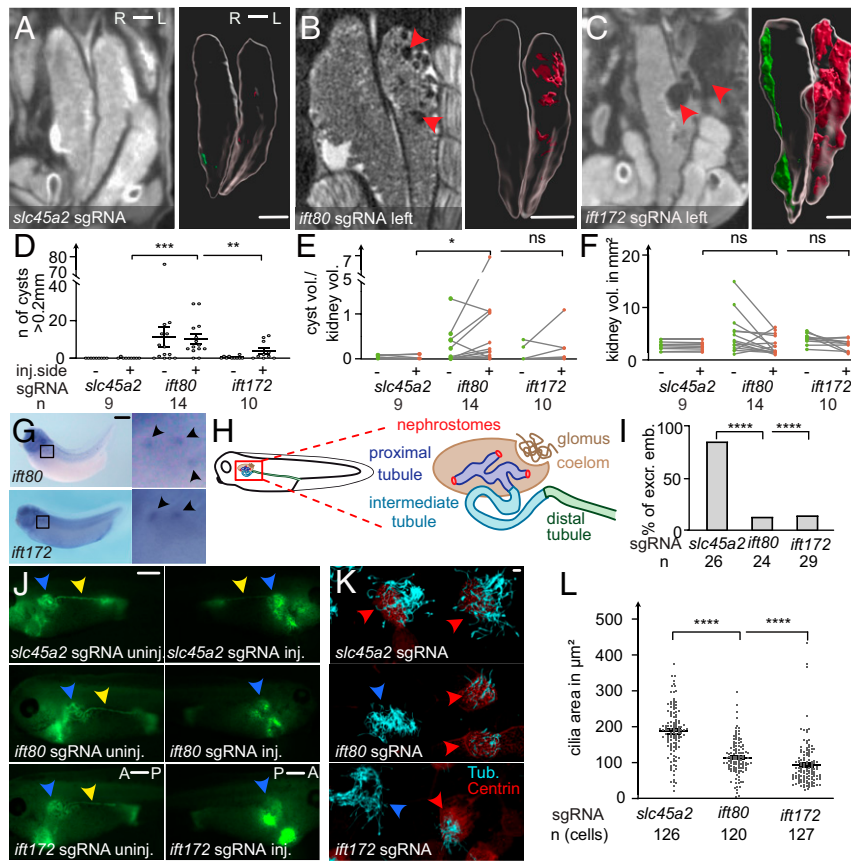 A R L
slc45a2 sgRNA
B
ift80 sgRNA left
C
ift172 sgRNA left
D
n of cysts
>0.2mm
80
70
40
20
0
*** **
inj.side - + - + - +
sgRNA slc45a2 ift80 ift172
n 9 14 10
E
cyst vol./
kidney vol.
7
6
2
1
0
* ns
- + - + - +
slc45a2 ift80 ift172
9 14 10
F
kidney vol. in mm²
20
10
0
ns ns
- + - + - +
slc45a2 ift80 ift172
9 14 10
G
ift80
ift172
H
nephrostomes
proximal
tubule
intermediate
tubule
glomus
coelom
distal
tubule
I
% of excr. emb.
100
50
0
**** ****
sgRNA slc45a2 ift80 ift172
n 26 24 29
J
slc45a2 sgRNA uninj. slc45a2 sgRNA inj.
ift80 sgRNA uninj. ift80 sgRNA inj.
A P P A
ift172 sgRNA uninj. ift172 sgRNA inj.
K
slc45a2 sgRNA
ift80 sgRNA
Tub.
Centrin
ift172 sgRNA
L
cilia area in µm²
500
400
300
200
100
0
**** ****
sgRNA slc45a2 ift80 ift172
n (cells) 126 120 127